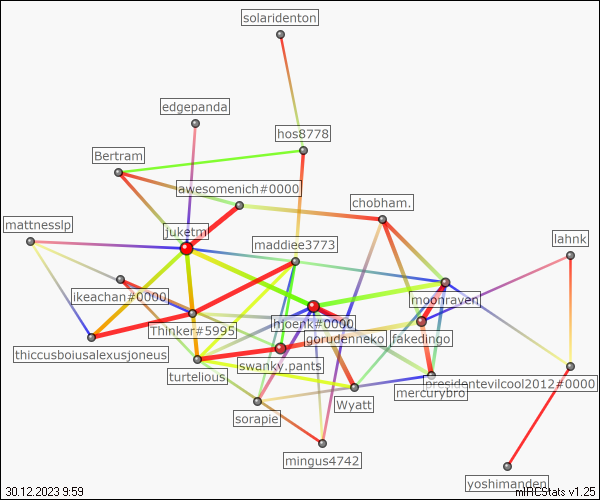 solaridenton
edgepanda
hos8778
Bertram
awesomenich#0000
chobham.
mattnesslp
juketm
maddiee3773
lahnk
ikeachan#0000
moonraven
Thinker#5995
hjoenk#0000
gorudenneko
fakedingo
thiccusboiusalexusjoneus
swanky.pants
turtelious
presidentevilcool2012#0000
mercurybro
Wyatt
sorapie
mingus4742
yoshimanden
30.12.2023 9:59
mIRCStats v1.25